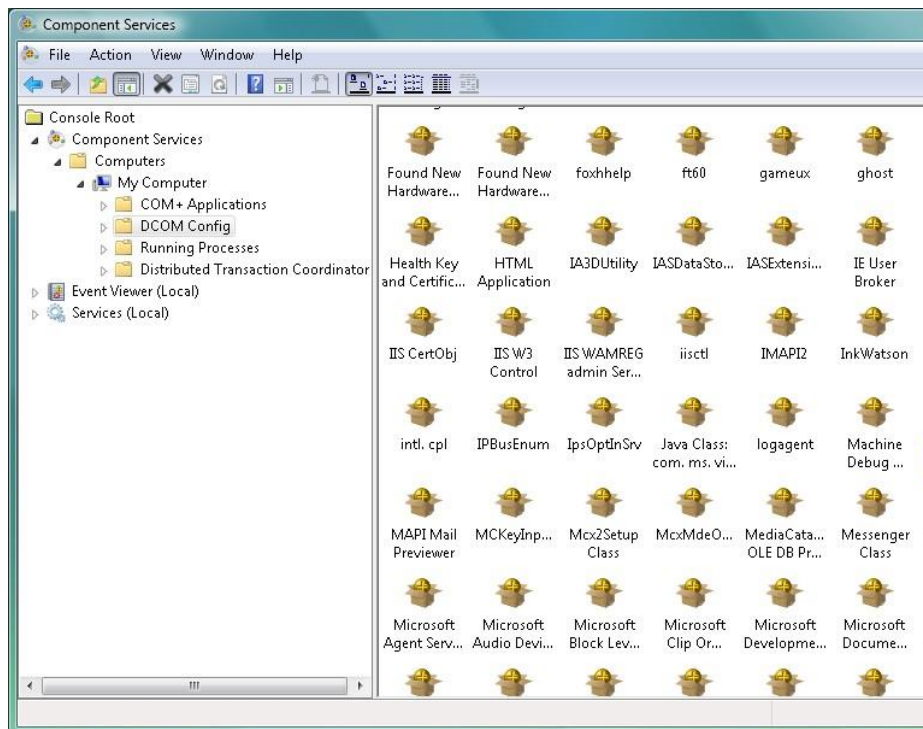 Component Services
File Action View Window Help
Console Root
Component Services
Computers
My Computer
COM+ Applications
DCOM Config
Running Processes
Distributed Transaction Coordinator
Event Viewer (Local)
Services (Local)
Found New Found New foxhhelp ft60 gameux ghost
Hardware... Hardware...
Health Key HTML IA3DUtility IASDataSto... IASExtensi... IE User
and Certific... Application Broker
IIS CertObj IIS W3 IIS WAMREG iisctl IMAPI2 InkWatson
Control admin Ser...
intl. cpl IPBusEnum IpsOptInSrv Java Class: logagent Machine
com. ms. vi... Debug ...
MAPI Mail MCKeyInp... Mcx2Setup McxMdeO... MediaCata... Messenger
Previewer Class OLE DB Pr... Class
Microsoft Microsoft Microsoft Microsoft Microsoft Microsoft
Agent Serv... Audio Devi... Block Lev... Clip Or... Developme... Docume...